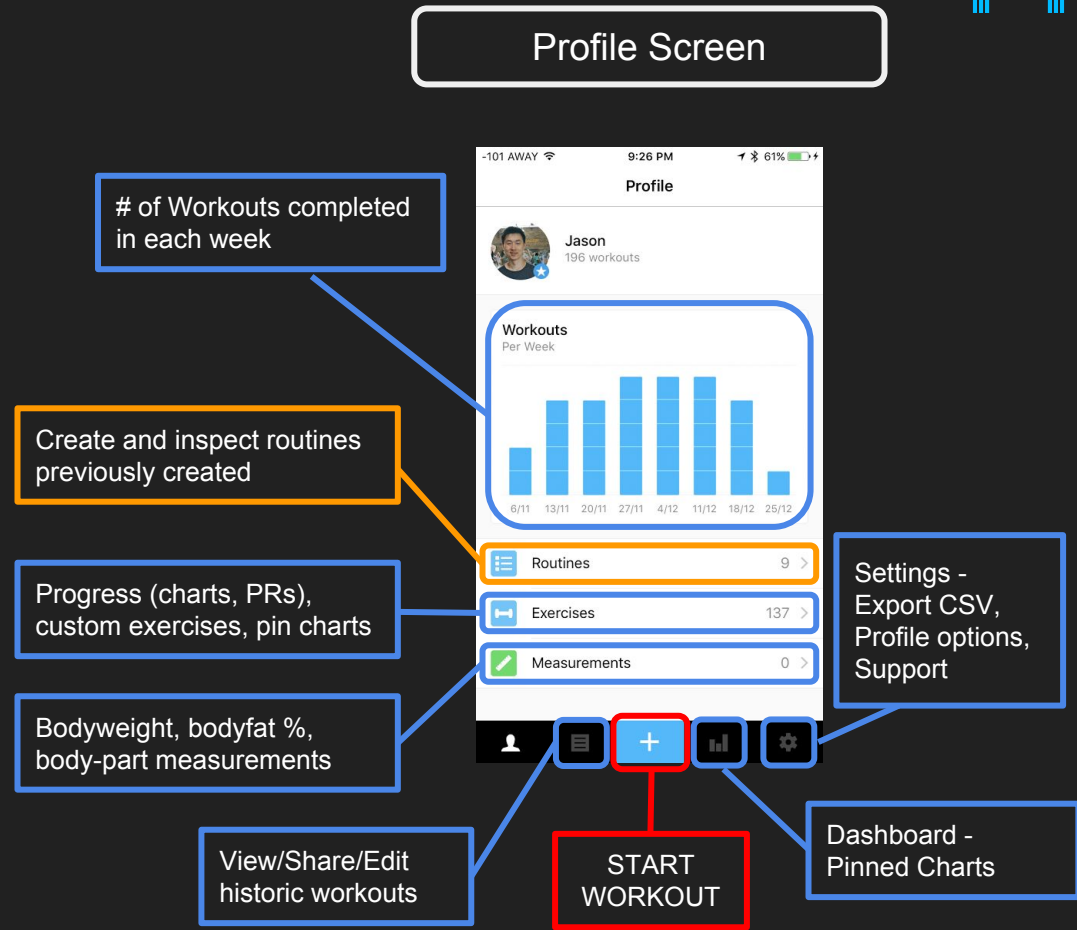 Profile Screen
-101 AWAY 9:26 PM 61%
Profile
# of Workouts completed
in each week
Jason
196 workouts
Workouts
Per Week
6/11 13/11 20/11 27/11 4/12 11/12 18/12 25/12
Create and inspect routines
previously created
Routines 9
Progress (charts, PRs),
custom exercises, pin charts
Exercises 137
Measurements 0
Settings -
Export CSV,
Profile options,
Support
Bodyweight, bodyfat %,
body-part measurements
View/Share/Edit
historic workouts
START
WORKOUT
Dashboard -
Pinned Charts